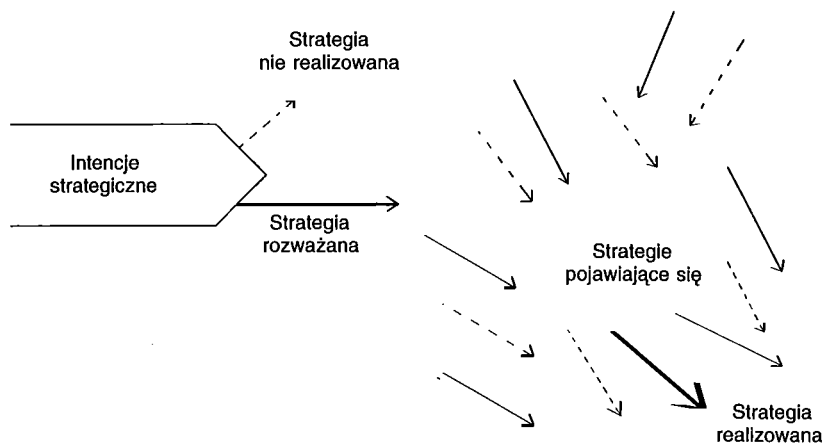 Strategia
nie realizowana
Intencje
strategiczne
Strategia
rozważana
Strategie
pojawiające się
Strategia
realizowana